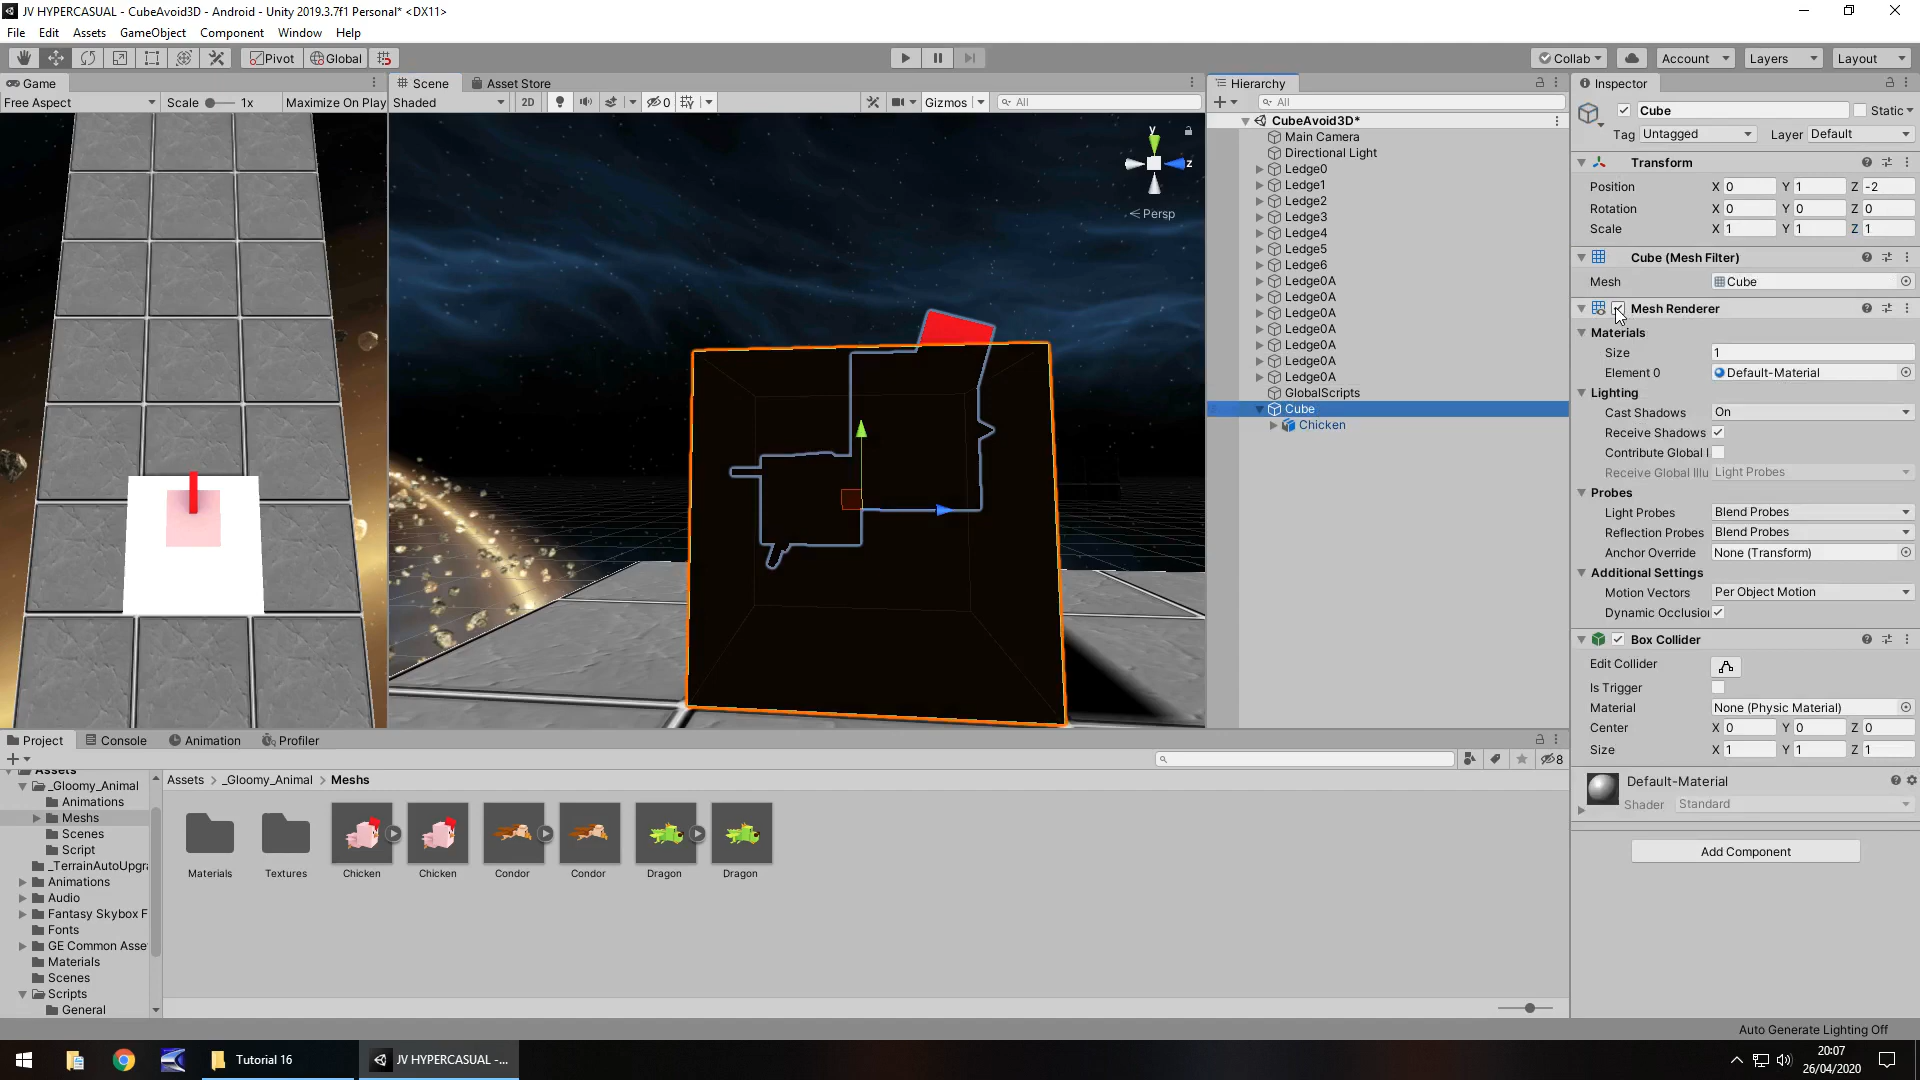 JV HYPERCASUAL - CubeAvoid3D - Android - Unity 2019.3.7f1 Personal* <DX11>
File Edit Assets GameObject Component Window Help
Pivot Global Collab Account Layers Layout
Game Scene Asset Store Hierarchy Inspector
Free Aspect Scale 1x Maximize On Play Shaded 2D 0 Gizmos All All
Cube Static
Tag Untagged Layer Default
CubeAvoid3D*
Main Camera
Directional Light
Ledge0
Ledge1
Ledge2
Ledge3
Ledge4
Ledge5
Ledge6
Ledge0A
Ledge0A
Ledge0A
Ledge0A
Ledge0A
Ledge0A
Ledge0A
GlobalScripts
Cube
Chicken
y
z
Persp
Transform
Position X 0 Y 1 Z -2
Rotation X 0 Y 0 Z 0
Scale X 1 Y 1 Z 1
Cube (Mesh Filter)
Mesh Cube
Mesh Renderer
Materials
Size 1
Element 0 Default-Material
Lighting
Cast Shadows On
Receive Shadows
Contribute Global I
Receive Global Illu Light Probes
Probes
Light Probes Blend Probes
Reflection Probes Blend Probes
Anchor Override None (Transform)
Additional Settings
Motion Vectors Per Object Motion
Dynamic Occlusio
Box Collider
Edit Collider
Is Trigger
Material None (Physic Material)
Center X 0 Y 0 Z 0
Size X 1 Y 1 Z 1
Default-Material
Shader Standard
Add Component
Project Console Animation Profiler
8
Assets > _Gloomy_Animal > Meshs
Assets
_Gloomy_Animal
Animations
Meshs
Scenes
Script
_TerrainAutoUpgra
Animations
Audio
Fantasy Skybox F
Fonts
GE Common Asse
Materials
Scenes
Scripts
General
Materials Textures Chicken Chicken Condor Condor Dragon Dragon
Auto Generate Lighting Off
Tutorial 16 JV HYPERCASUAL -...
20:07
26/04/2020